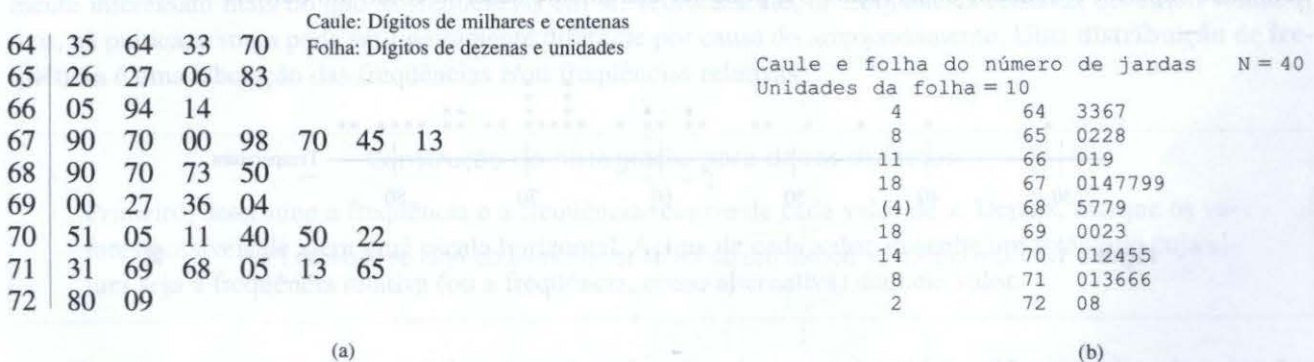 Caule: Dígitos de milhares e centenas
Folha: Dígitos de dezenas e unidades
64 35 64 33 70
65 26 27 06 83
66 05 94 14
67 90 70 00 98 70 45 13
68 90 70 73 50
69 00 27 36 04
70 51 05 11 40 50 22
71 31 69 68 05 13 65
72 80 09
(a)
Caule e folha do número de jardas N = 40
Unidades da folha = 10
4 64 3367
8 65 0228
11 66 019
18 67 0147799
(4) 68 5779
18 69 0023
14 70 012455
8 71 013666
2 72 08
(b)